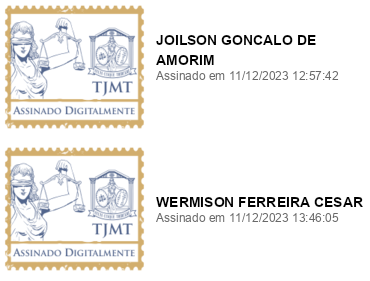 TJMT
ASSINADO DIGITALMENTE
JOILSON GONCALO DE
AMORIM
Assinado em 11/12/2023 12:57:42
TJMT
ASSINADO DIGITALMENTE
WERMISON FERREIRA CESAR
Assinado em 11/12/2023 13:46:05